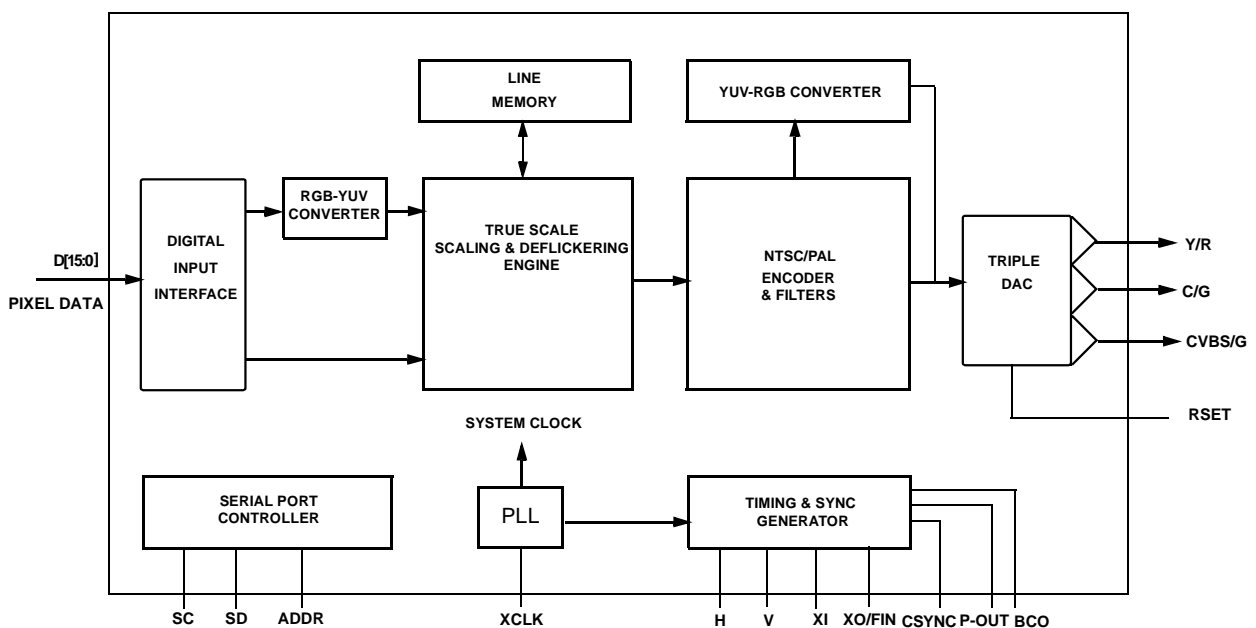 LINE
MEMORY
YUV-RGB CONVERTER
RGB-YUV
CONVERTER
TRUE SCALE
SCALING & DEFLICKERING
ENGINE
D[15:0]
PIXEL DATA
DIGITAL
INPUT
INTERFACE
NTSC/PAL
ENCODER
& FILTERS
TRIPLE
DAC
Y/R
C/G
CVBS/G
RSET
SYSTEM CLOCK
SERIAL PORT
CONTROLLER
PLL
TIMING & SYNC
GENERATOR
SC
SD
ADDR
XCLK
H
V
XI
XO/FIN
CSYNC
P-OUT
BCO